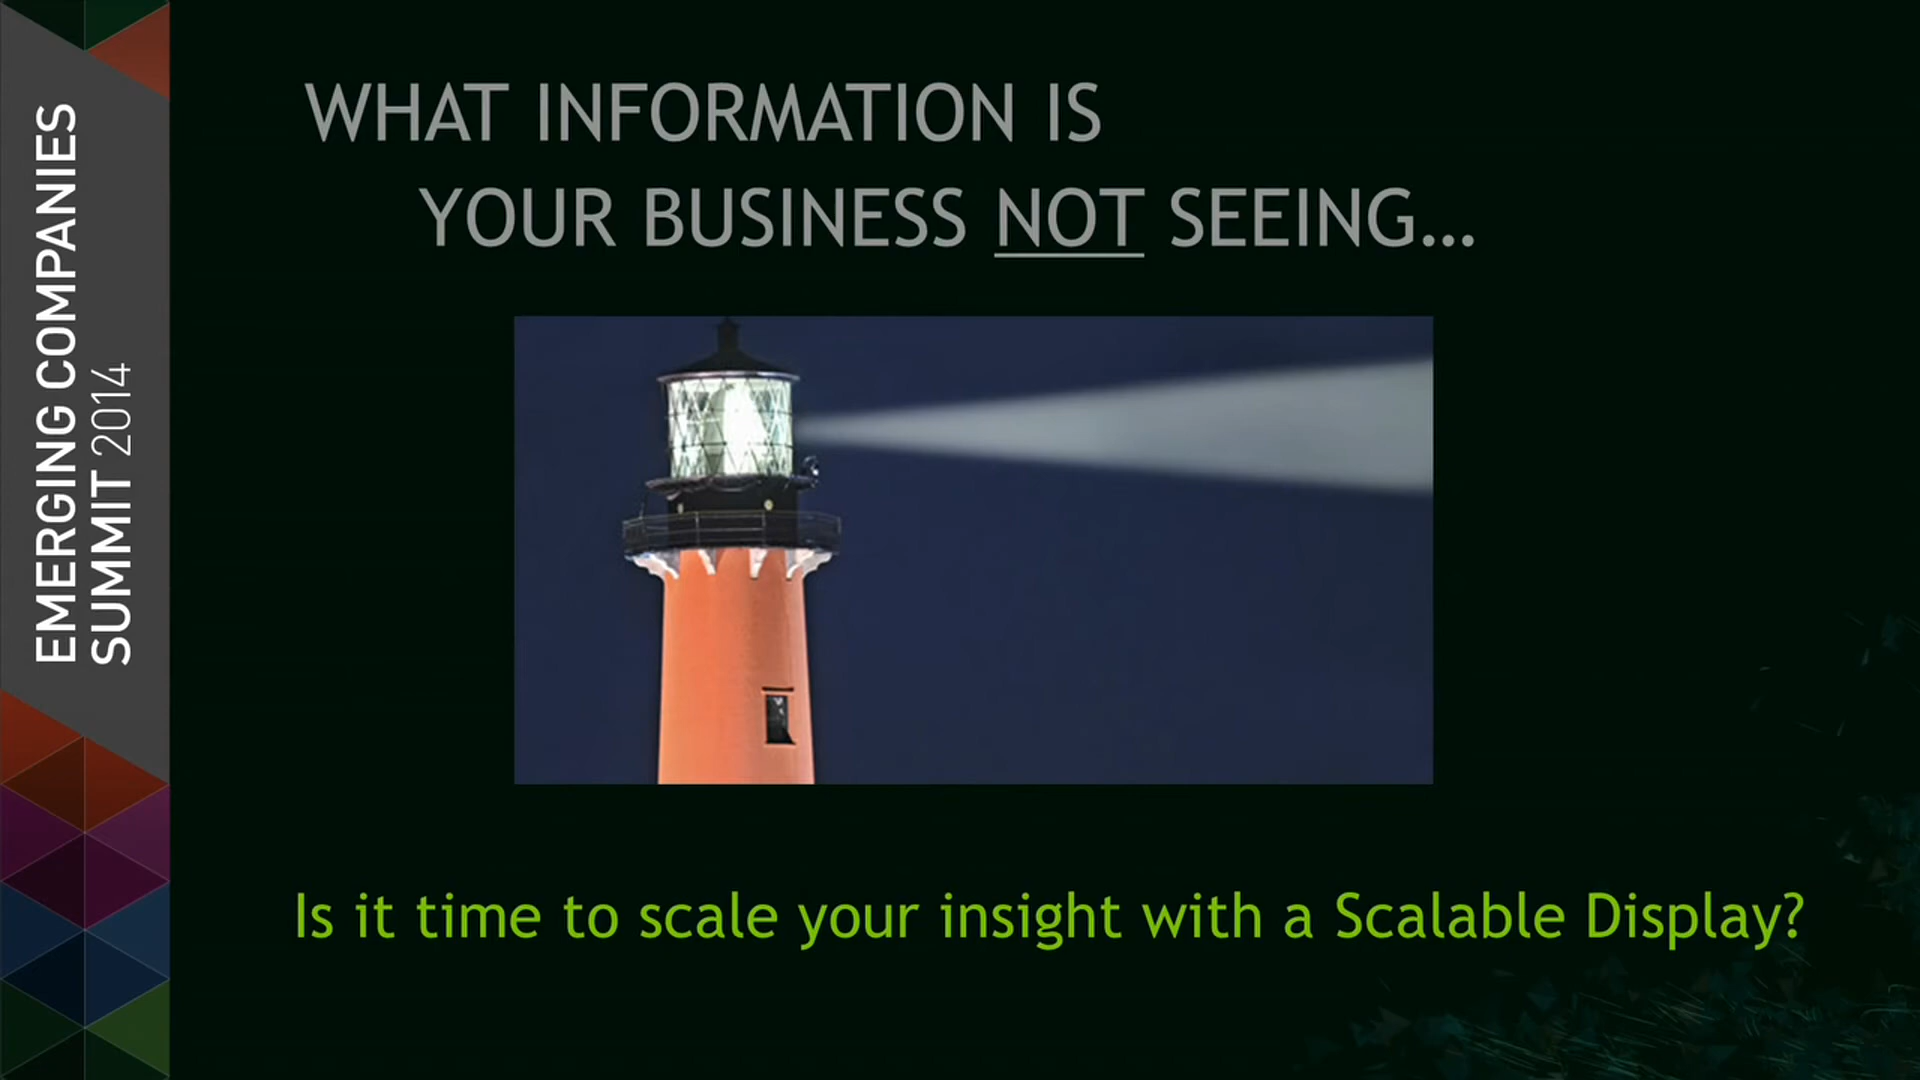 EMERGING COMPANIES
SUMMIT 2014
WHAT INFORMATION IS
YOUR BUSINESS NOT SEEING...
Is it time to scale your insight with a Scalable Display?